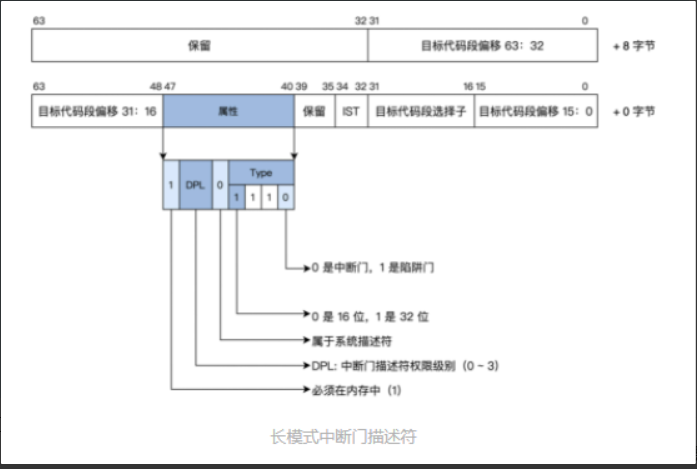 63 32 31 0
保留 目标代码段偏移 63：32 + 8 字节
63 48 47 40 39 35 34 32 31 16 15 0
目标代码段偏移 31：16 属性 保留 IST 目标代码段选择子 目标代码段偏移 15：0 + 0 字节
Type
1 DPL 0
1 1 1 0
0 是中断门，1 是陷阱门
0 是 16 位，1 是 32 位
属于系统描述符
DPL: 中断门描述符权限级别（0 ~ 3）
必须在内存中（1）
长模式中断门描述符